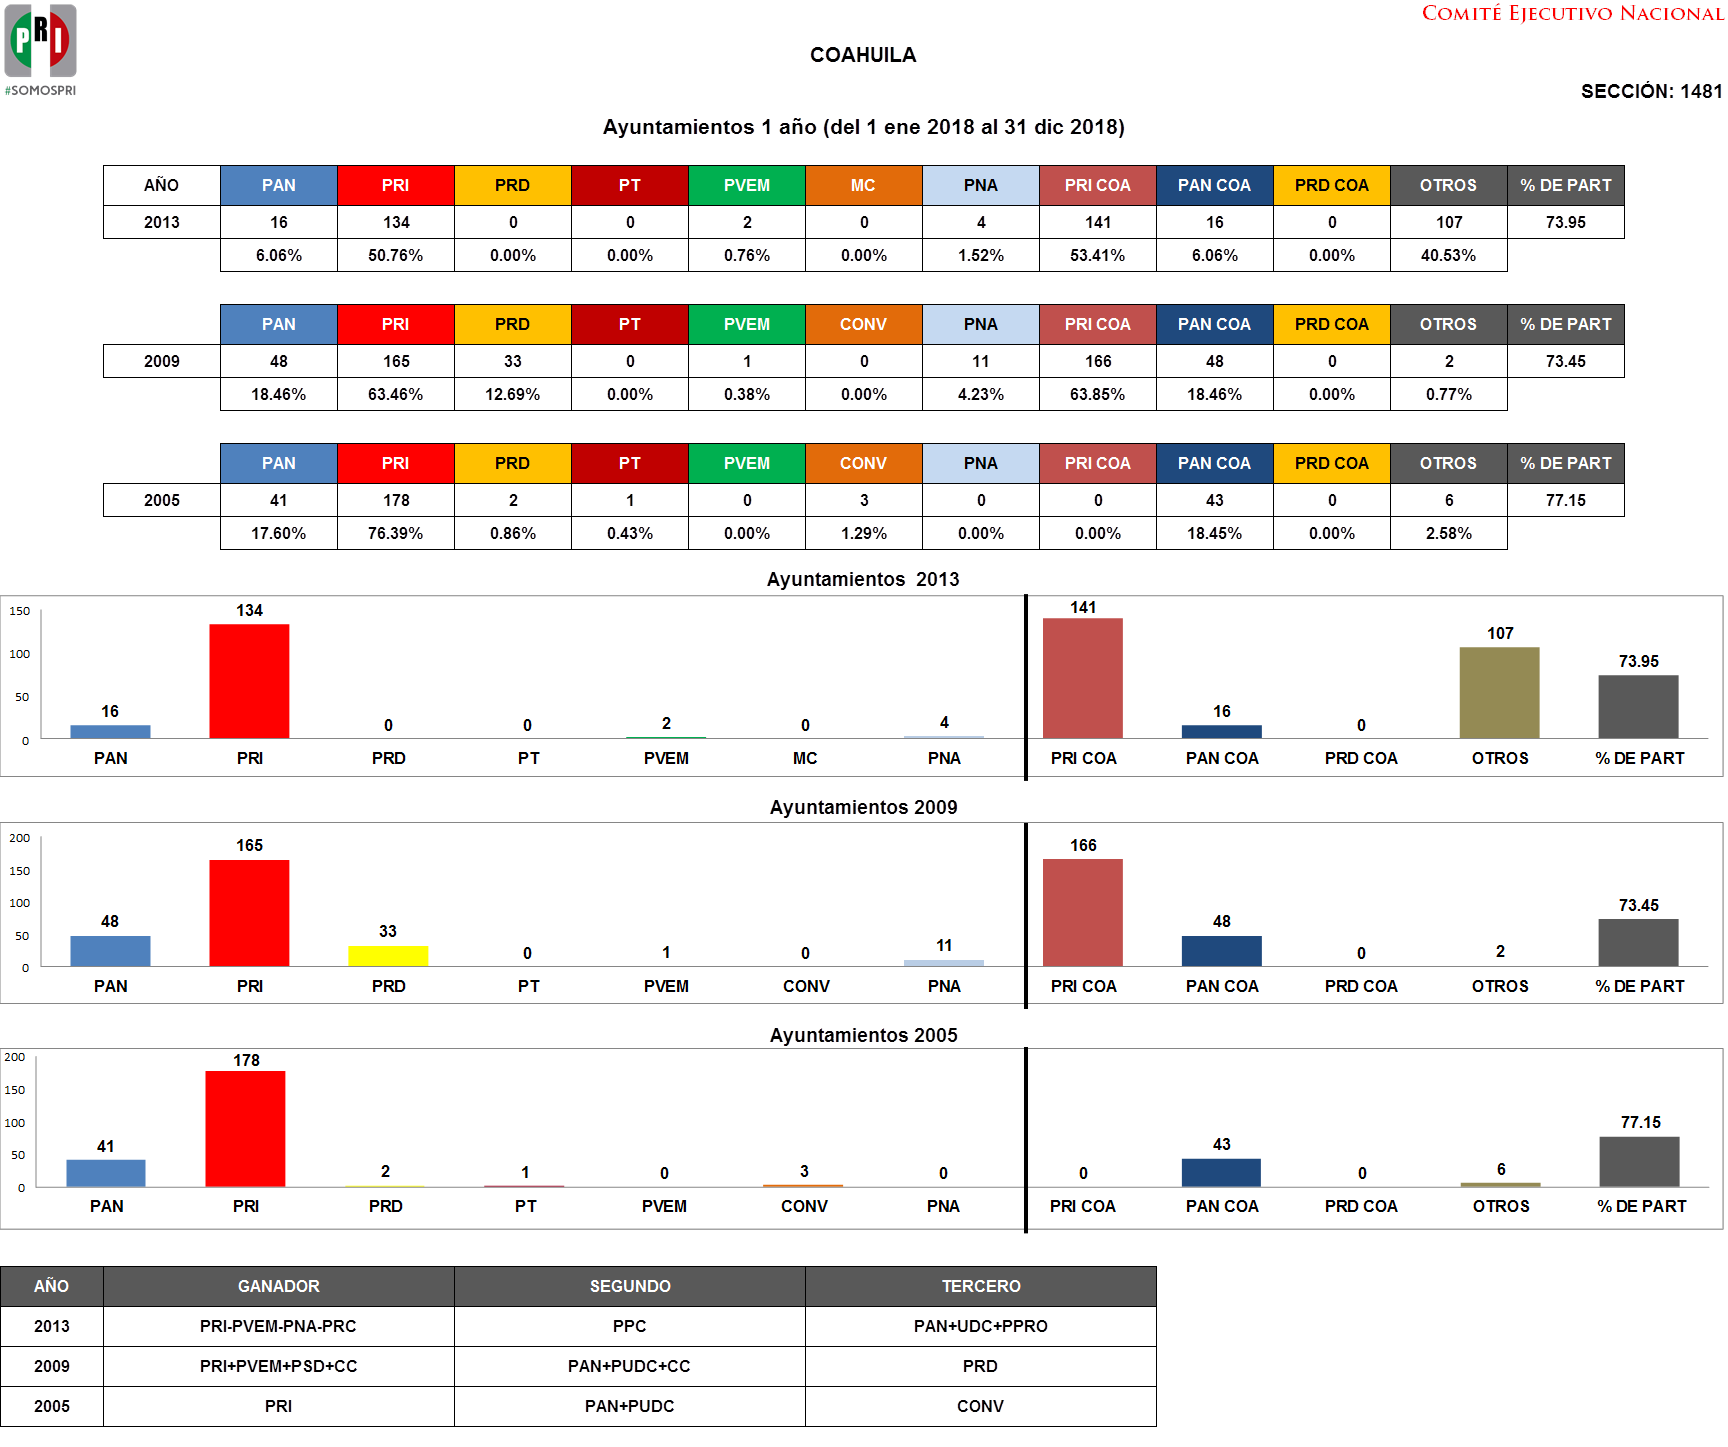 PRI
#SOMOSPRI
COMITÉ EJECUTIVO NACIONAL
COAHUILA
SECCIÓN: 1481
Ayuntamientos 1 año (del 1 ene 2018 al 31 dic 2018)
AÑO PAN PRI PRD PT PVEM MC PNA PRI COA PAN COA PRD COA OTROS % DE PART
2013 16 134 0 0 2 0 4 141 16 0 107 73.95
6.06% 50.76% 0.00% 0.00% 0.76% 0.00% 1.52% 53.41% 6.06% 0.00% 40.53%
PAN PRI PRD PT PVEM CONV PNA PRI COA PAN COA PRD COA OTROS % DE PART
2009 48 165 33 0 1 0 11 166 48 0 2 73.45
18.46% 63.46% 12.69% 0.00% 0.38% 0.00% 4.23% 63.85% 18.46% 0.00% 0.77%
PAN PRI PRD PT PVEM CONV PNA PRI COA PAN COA PRD COA OTROS % DE PART
2005 41 178 2 1 0 3 0 0 43 0 6 77.15
17.60% 76.39% 0.86% 0.43% 0.00% 1.29% 0.00% 0.00% 18.45% 0.00% 2.58%
Ayuntamientos 2013
150
100
50
0
16 134 0 0 2 0 4 141 16 0 107 73.95
PAN PRI PRD PT PVEM MC PNA PRI COA PAN COA PRD COA OTROS % DE PART
Ayuntamientos 2009
200
150
100
50
0
48 165 33 0 1 0 11 166 48 0 2 73.45
PAN PRI PRD PT PVEM CONV PNA PRI COA PAN COA PRD COA OTROS % DE PART
Ayuntamientos 2005
200
150
100
50
0
41 178 2 1 0 3 0 0 43 0 6 77.15
PAN PRI PRD PT PVEM CONV PNA PRI COA PAN COA PRD COA OTROS % DE PART
AÑO GANADOR SEGUNDO TERCERO
2013 PRI-PVEM-PNA-PRC PPC PAN+UDC+PPRO
2009 PRI+PVEM+PSD+CC PAN+PUDC+CC PRD
2005 PRI PAN+PUDC CONV